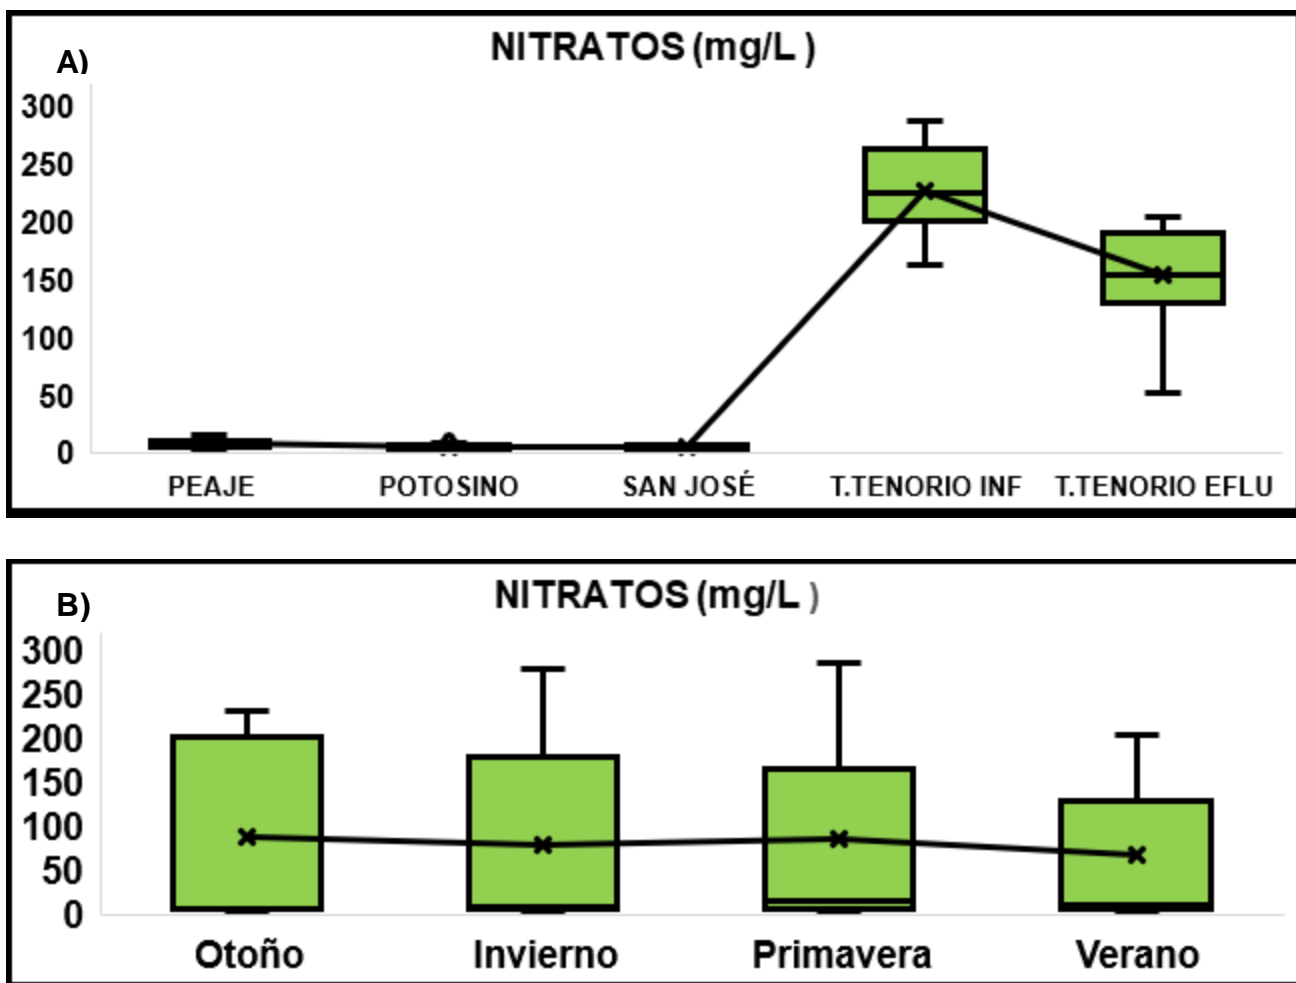 A)
NITRATOS (mg/L )
300
250
200
150
100
50
0
PEAJE POTOSINO SAN JOSÉ T.TENORIO INF T.TENORIO EFLU
B)
NITRATOS (mg/L )
300
250
200
150
100
50
0
Otoño Invierno Primavera Verano